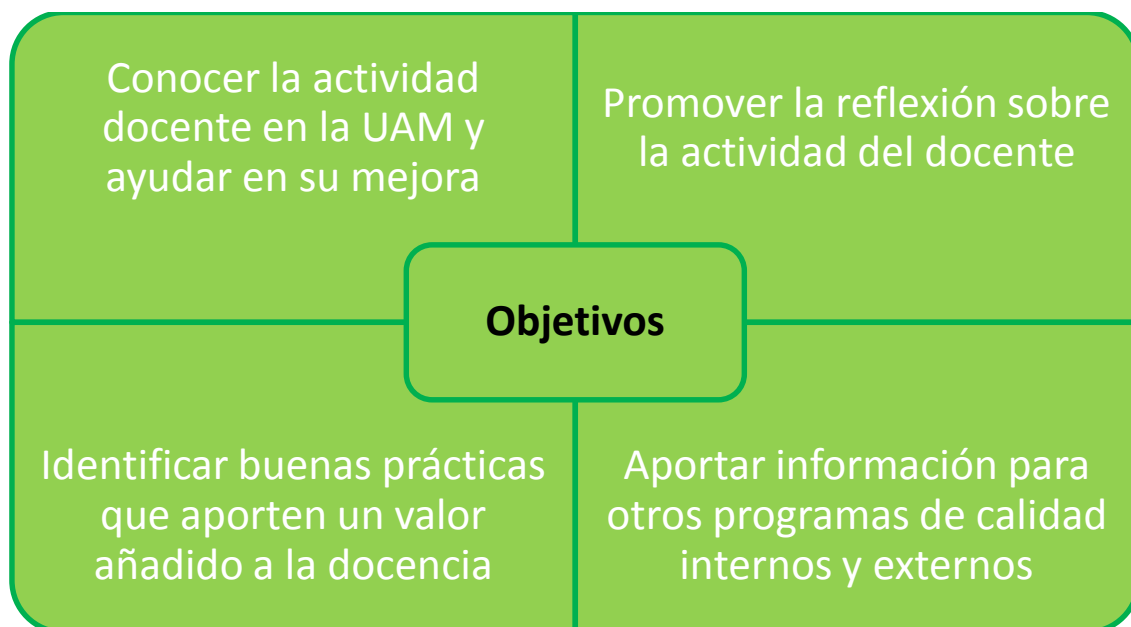 Conocer la actividad
docente en la UAM y
ayudar en su mejora
Promover la reflexión sobre
la actividad del docente
Objetivos
Identificar buenas prácticas
que aporten un valor
añadido a la docencia
Aportar información para
otros programas de calidad
internos y externos